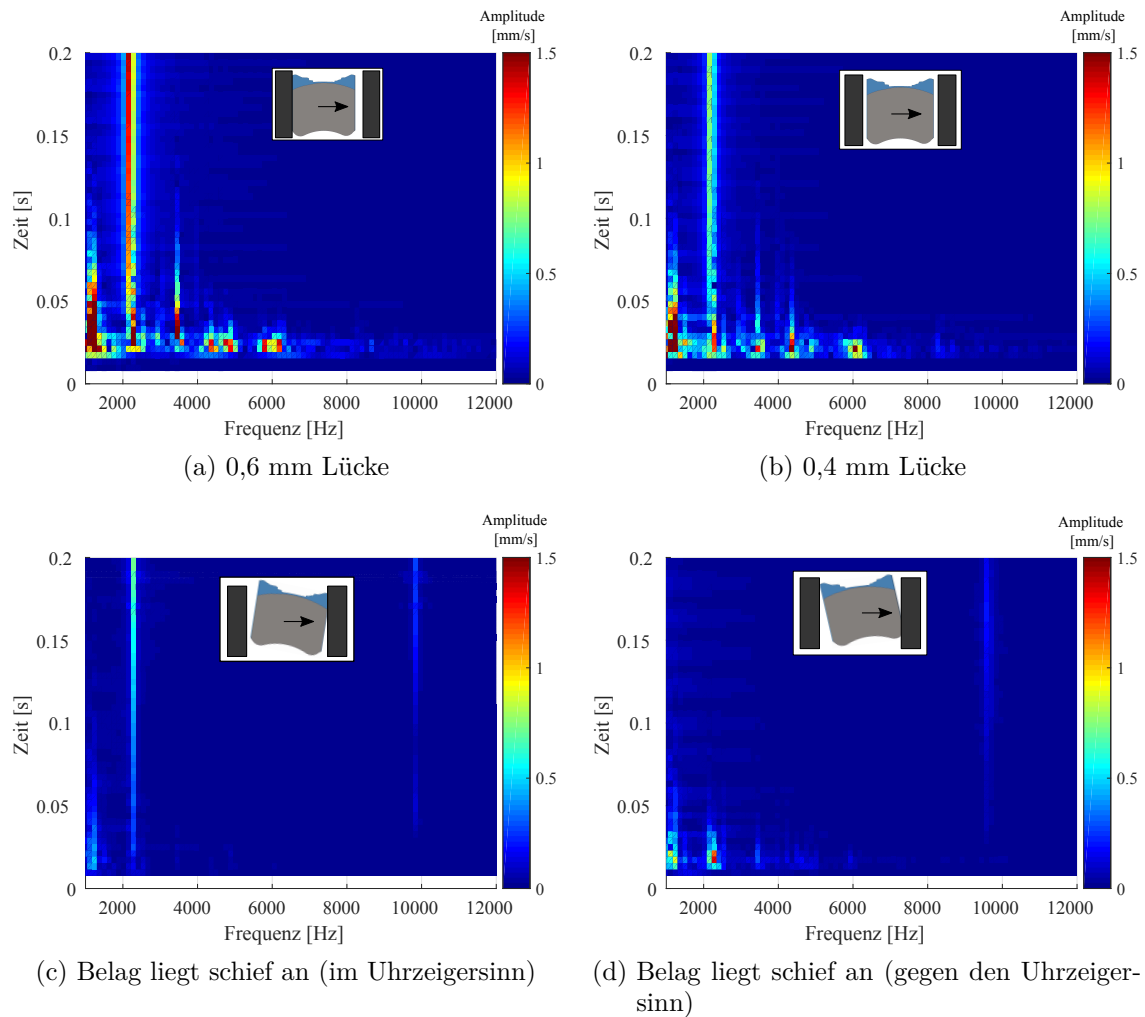 Amplitude
[mm/s]
0.2
0.15
0.1
0.05
0
Zeit [s]
2000 4000 6000 8000 10000 12000
Frequenz [Hz]
1.5
1
0.5
0
(a) 0,6 mm Lücke
Amplitude
[mm/s]
0.2
0.15
0.1
0.05
0
Zeit [s]
2000 4000 6000 8000 10000 12000
Frequenz [Hz]
1.5
1
0.5
0
(b) 0,4 mm Lücke
Amplitude
[mm/s]
0.2
0.15
0.1
0.05
0
Zeit [s]
2000 4000 6000 8000 10000 12000
Frequenz [Hz]
1.5
1
0.5
0
(c) Belag liegt schief an (im Uhrzeigersinn)
Amplitude
[mm/s]
0.2
0.15
0.1
0.05
0
Zeit [s]
2000 4000 6000 8000 10000 12000
Frequenz [Hz]
1.5
1
0.5
0
(d) Belag liegt schief an (gegen den Uhrzeiger-
sinn)